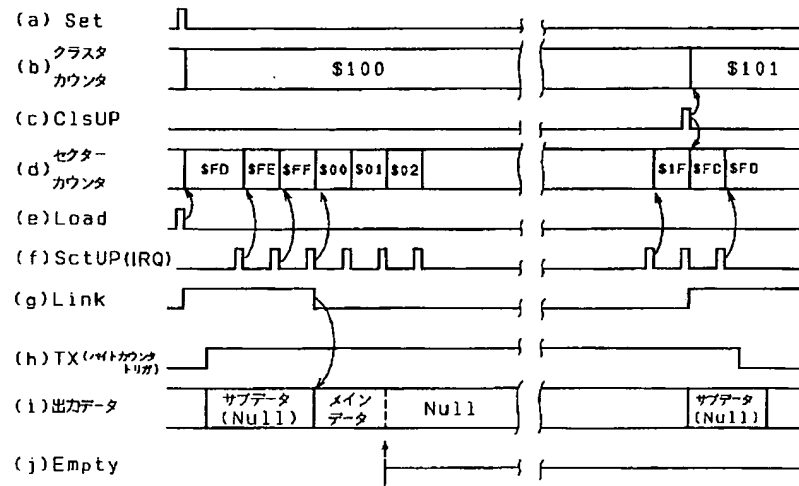 (a) Set
(b) クラスタ カウンタ $100 $101
(c) ClsUP
(d) セクター カウンタ $FD $FE $FF $00 $01 $02 $1F $FC $FD
(e) Load
(f) SctUP(IRQ)
(g) Link
(h) TX(バイトカウンタ トリガ)
(i) 出力データ サブデータ (Null) メイン データ Null サブデータ (Null)
(j) Empty